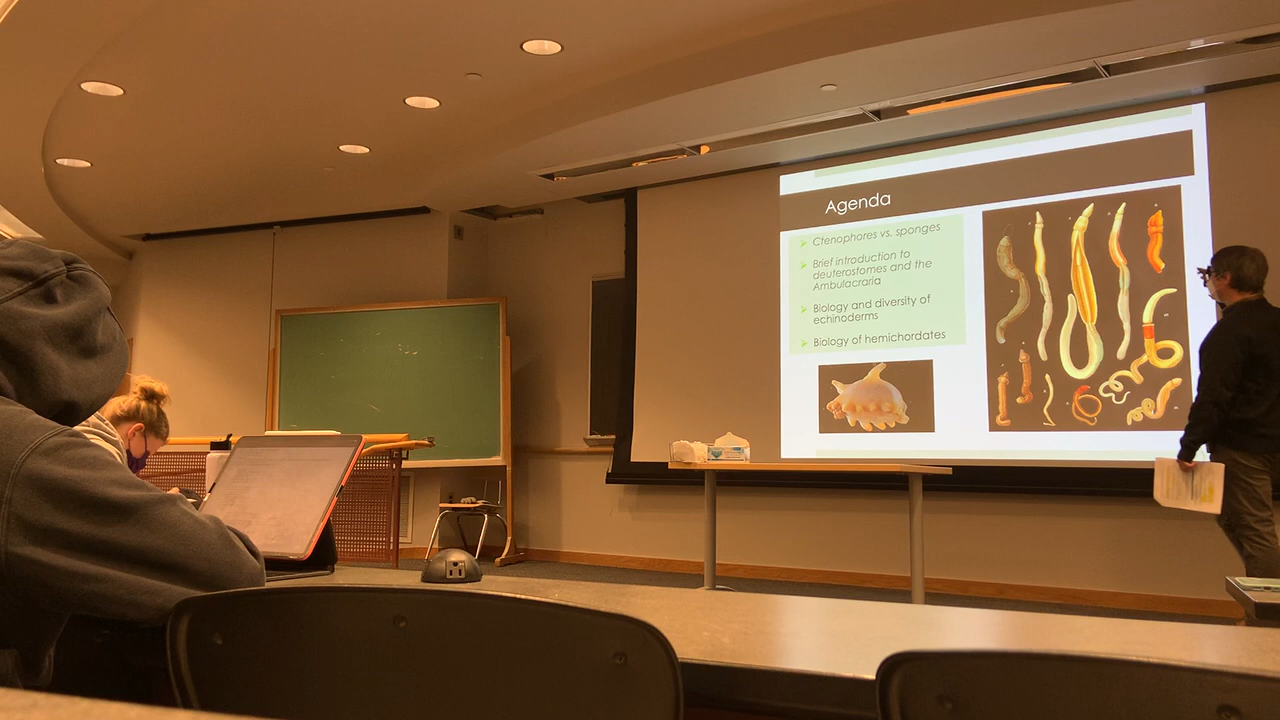 Agenda
Ctenophores vs. sponges
Brief introduction to
deuterostomes and the
Ambulacraria
Biology and diversity of
echinoderms
Biology of hemichordates